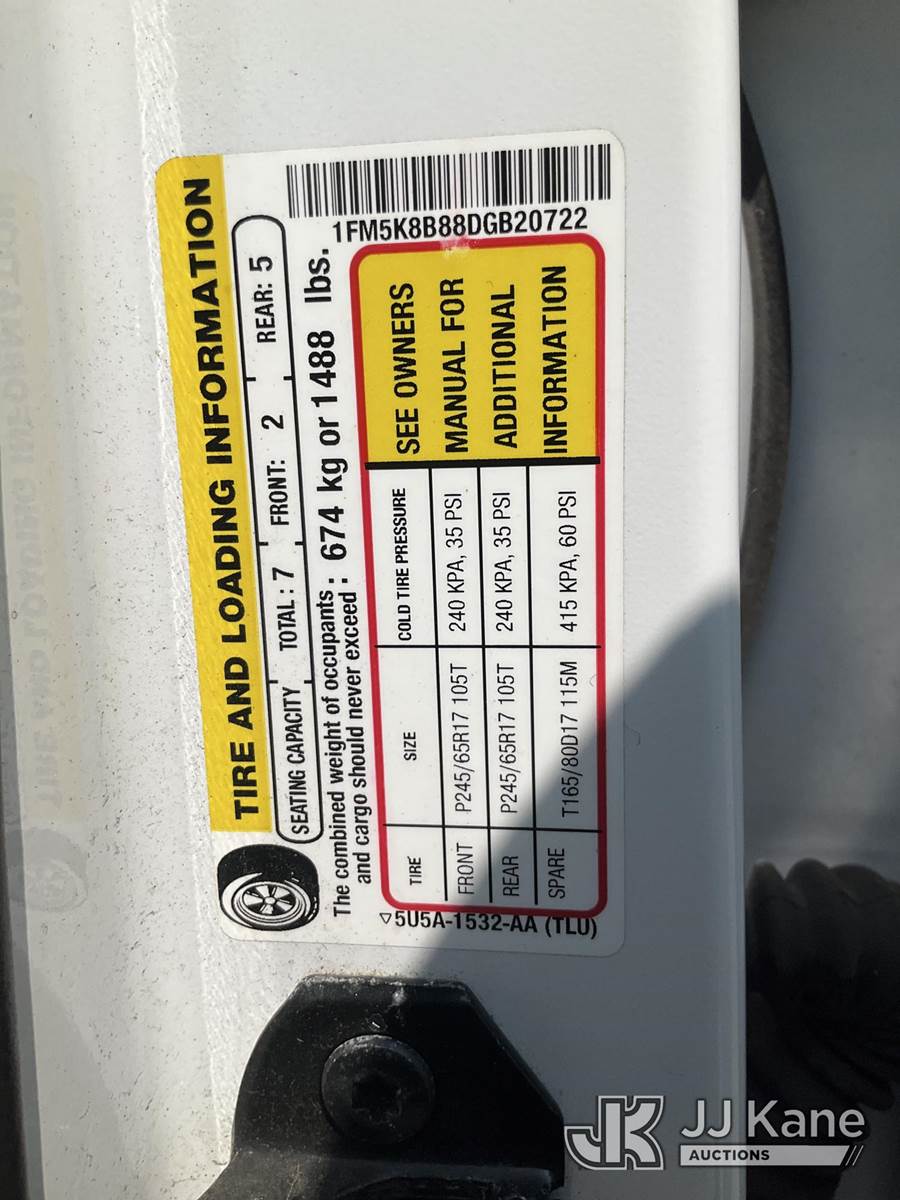 TIRE AND LOADING INFORMATION
SEATING CAPACITY TOTAL : 7 FRONT: 2 REAR: 5
The combined weight of occupants
and cargo should never exceed : 674 kg or 1488 lbs.
TIRE SIZE COLD TIRE PRESSURE
FRONT P245/65R17 105T 240 KPA, 35 PSI
REAR P245/65R17 105T 240 KPA, 35 PSI
SPARE T165/80D17 115M 415 KPA, 60 PSI
SEE OWNERS
MANUAL FOR
ADDITIONAL
INFORMATION
1FM5K8B88DGB20722
5U5A-1532-AA (TLU)
JK JJ Kane
AUCTIONS